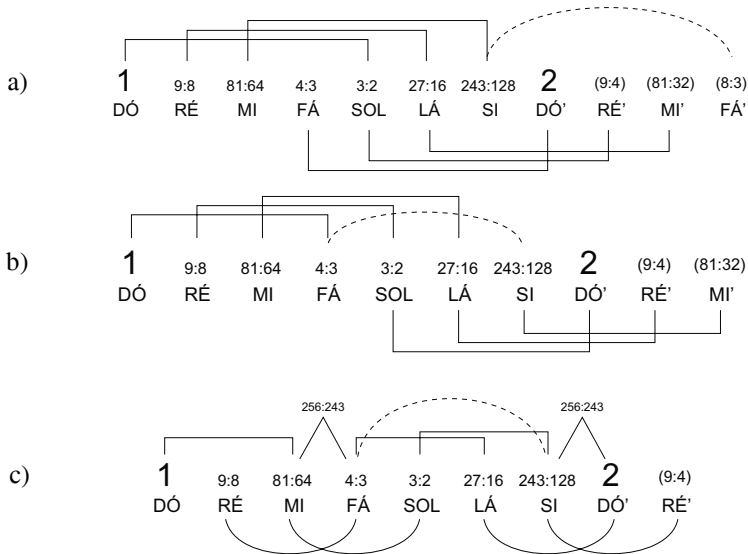 a)
1 9:8 81:64 4:3 3:2 27:16 243:128 2 (9:4) (81:32) (8:3)
DÓ RÉ MI FÁ SOL LÁ SI DÓ’ RÉ’ MI’ FÁ’
b)
1 9:8 81:64 4:3 3:2 27:16 243:128 2 (9:4) (81:32)
DÓ RÉ MI FÁ SOL LÁ SI DÓ’ RÉ’ MI’
256:243 256:243
c)
1 9:8 81:64 4:3 3:2 27:16 243:128 2 (9:4)
DÓ RÉ MI FÁ SOL LÁ SI DÓ’ RÉ’